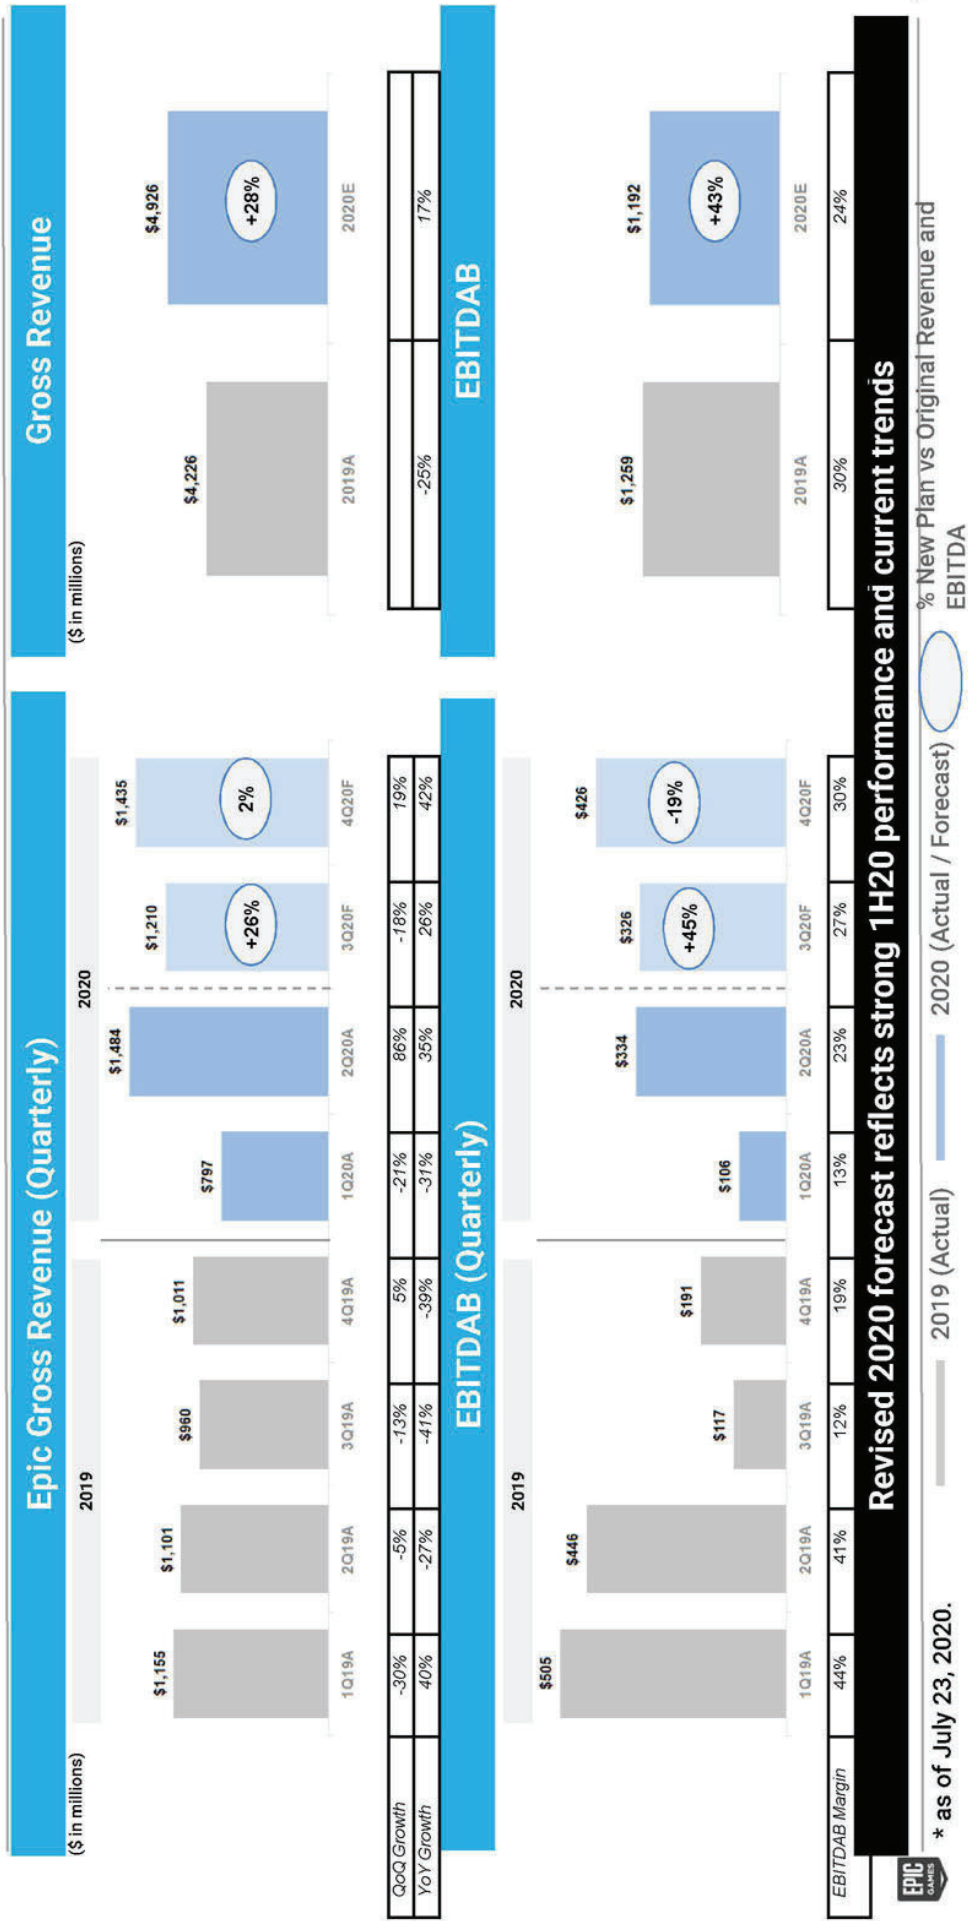 Epic Gross Revenue (Quarterly)
($ in millions)
2019
2020
$1,155
$1,101
$960
$1,011
$797
$1,484
$1,210
$1,435
+26%
2%
1Q19A
2Q19A
3Q19A
4Q19A
1Q20A
2Q20A
3Q20F
4Q20F
QoQ Growth -30% -5% -13% 5% -21% 86% -18% 19%
YoY Growth 40% -27% -41% -39% -31% 35% 26% 42%
Gross Revenue
($ in millions)
$4,226
$4,926
+28%
2019A
2020E
-25% 17%
EBITDAB (Quarterly)
2019
2020
$505
$446
$117
$191
$106
$334
$326
$426
+45%
-19%
1Q19A
2Q19A
3Q19A
4Q19A
1Q20A
2Q20A
3Q20F
4Q20F
EBITDAB Margin 44% 41% 12% 19% 13% 23% 27% 30%
EBITDAB
$1,259
$1,192
+43%
2019A
2020E
30% 24%
Revised 2020 forecast reflects strong 1H20 performance and current trends
EPIC
GAMES
* as of July 23, 2020.
2019 (Actual)
2020 (Actual / Forecast)
% New Plan vs Original Revenue and
EBITDA